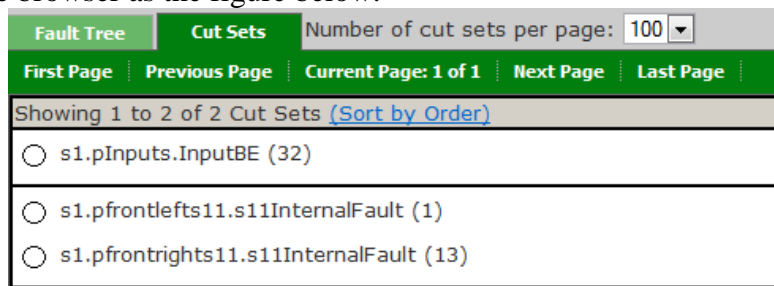 Fault Tree Cut Sets Number of cut sets per page: 100
First Page Previous Page Current Page: 1 of 1 Next Page Last Page
Showing 1 to 2 of 2 Cut Sets (Sort by Order)
s1.pInputs.InputBE (32)
s1.pfrontlefts11.s11InternalFault (1)
s1.pfrontrights11.s11InternalFault (13)